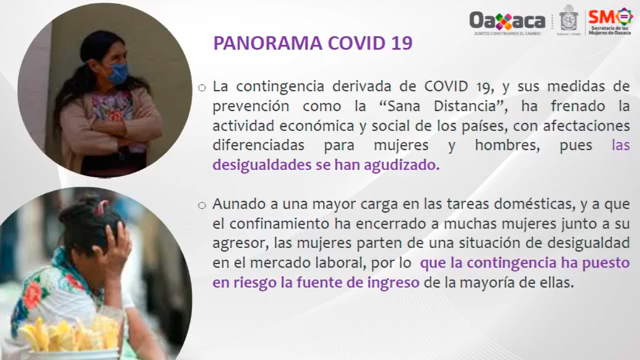 Oaxaca
JUNTOS CONSTRUIMOS EL CAMBIO
SMO
Secretaría de las
Mujeres de Oaxaca
PANORAMA COVID 19
La contingencia derivada de COVID 19, y sus medidas de
prevención como la “Sana Distancia”, ha frenado la
actividad económica y social de los países, con afectaciones
diferenciadas para mujeres y hombres, pues las
desigualdades se han agudizado.
Aunado a una mayor carga en las tareas domésticas, y a que
el confinamiento ha encerrado a muchas mujeres junto a su
agresor, las mujeres parten de una situación de desigualdad
en el mercado laboral, por lo que la contingencia ha puesto
en riesgo la fuente de ingreso de la mayoría de ellas.